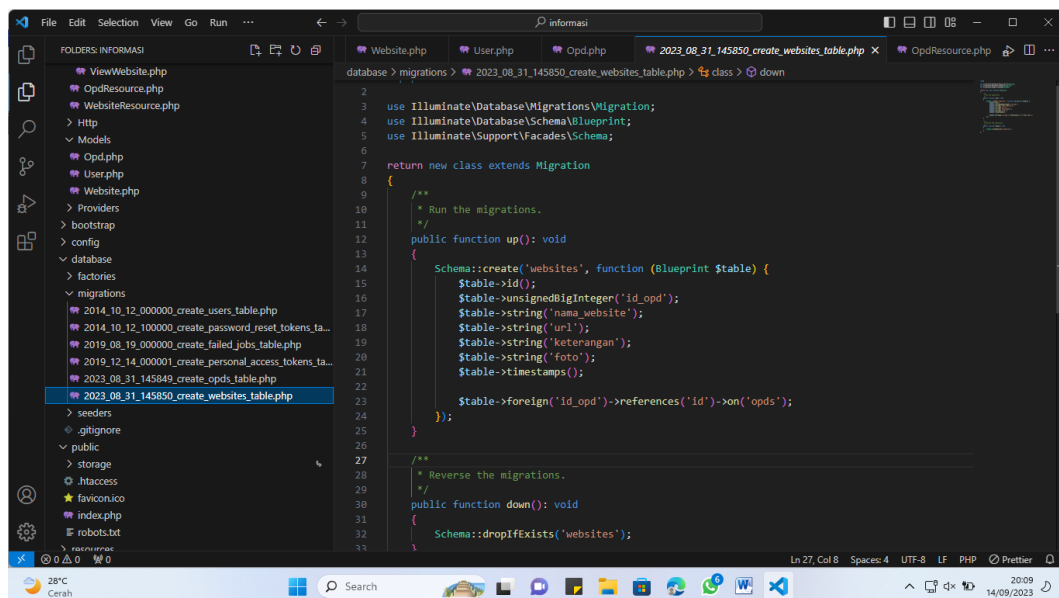 File Edit Selection View Go Run ··· informasi
FOLDERS: INFORMASI
ViewWebsite.php
OpdResource.php
WebsiteResource.php
Http
Models
Opd.php
User.php
Website.php
Providers
bootstrap
config
database
factories
migrations
2014_10_12_000000_create_users_table.php
2014_10_12_100000_create_password_reset_tokens_ta...
2019_08_19_000000_create_failed_jobs_table.php
2019_12_14_000001_create_personal_access_tokens_ta...
2023_08_31_145849_create_opds_table.php
2023_08_31_145850_create_websites_table.php
seeders
.gitignore
public
storage
.htaccess
favicon.ico
index.php
robots.txt
resources
Website.php User.php Opd.php 2023_08_31_145850_create_websites_table.php OpdResource.php ···
database > migrations > 2023_08_31_145850_create_websites_table.php > class > down
2
3 use Illuminate\Database\Migrations\Migration;
4 use Illuminate\Database\Schema\Blueprint;
5 use Illuminate\Support\Facades\Schema;
6
7 return new class extends Migration
8 {
9 /**
10 * Run the migrations.
11 */
12 public function up(): void
13 {
14 Schema::create('websites', function (Blueprint $table) {
15 $table->id();
16 $table->unsignedBigInteger('id_opd');
17 $table->string('nama_website');
18 $table->string('url');
19 $table->string('keterangan');
20 $table->string('foto');
21 $table->timestamps();
22
23 $table->foreign('id_opd')->references('id')->on('opds');
24 });
25 }
26
27 /**
28 * Reverse the migrations.
29 */
30 public function down(): void
31 {
32 Schema::dropIfExists('websites');
33 }
0 0 0 Ln 27, Col 8 Spaces: 4 UTF-8 LF PHP Prettier
28°C
Cerah
Search
6
20:09
14/09/2023